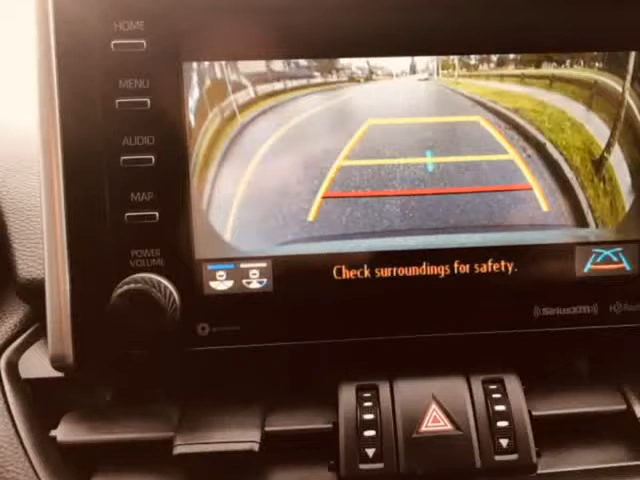 HOME
MENU
AUDIO
MAP
POWER
VOLUME
Check surroundings for safety.
SiriusXM